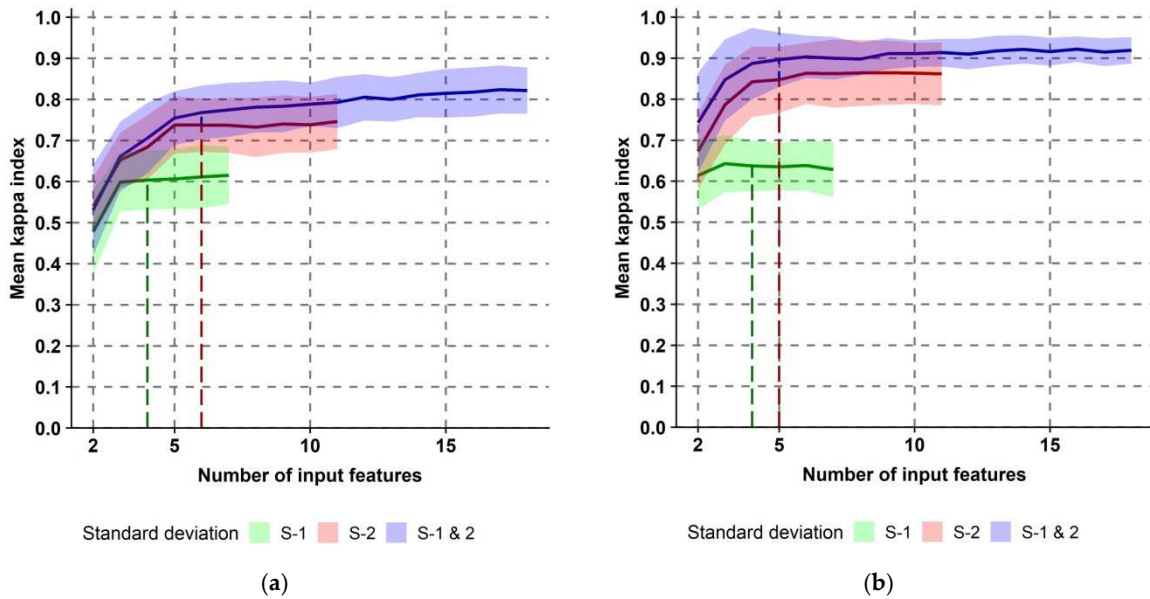 1.0
0.9
0.8
0.7
0.6
0.5
0.4
0.3
0.2
0.1
0.0
Mean kappa index
2 5 10 15
Number of input features
Standard deviation S-1 S-2 S-1 & 2
(a)
1.0
0.9
0.8
0.7
0.6
0.5
0.4
0.3
0.2
0.1
0.0
Mean kappa index
2 5 10 15
Number of input features
Standard deviation S-1 S-2 S-1 & 2
(b)